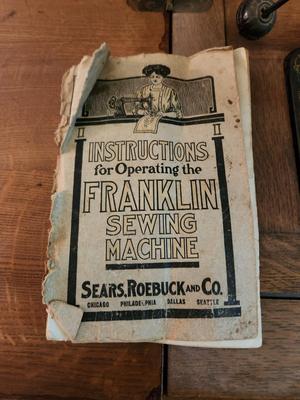 INSTRUCTIONS
for Operating the
FRANKLIN
SEWING
MACHINE
SEARS, ROEBUCK AND CO.
CHICAGO PHILADELPHIA DALLAS SEATTLE